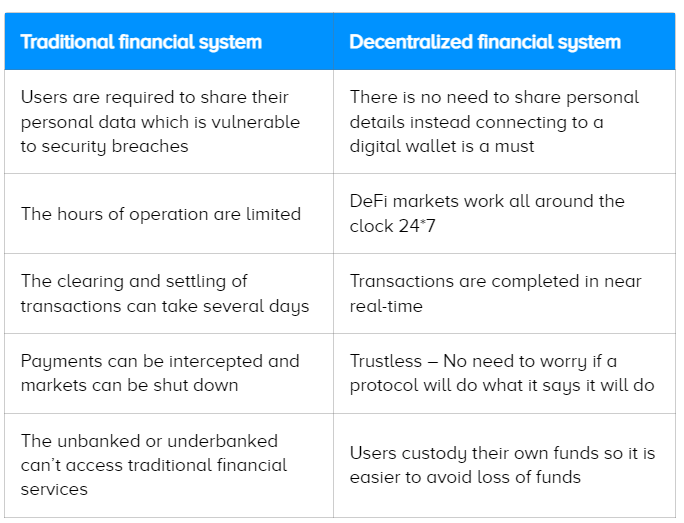 Traditional financial system
Decentralized financial system
Users are required to share their
personal data which is vulnerable
to security breaches
There is no need to share personal
details instead connecting to a
digital wallet is a must
The hours of operation are limited
DeFi markets work all around the
clock 24*7
The clearing and settling of
transactions can take several days
Transactions are completed in near
real-time
Payments can be intercepted and
markets can be shut down
Trustless – No need to worry if a
protocol will do what it says it will do
The unbanked or underbanked
can’t access traditional financial
services
Users custody their own funds so it is
easier to avoid loss of funds